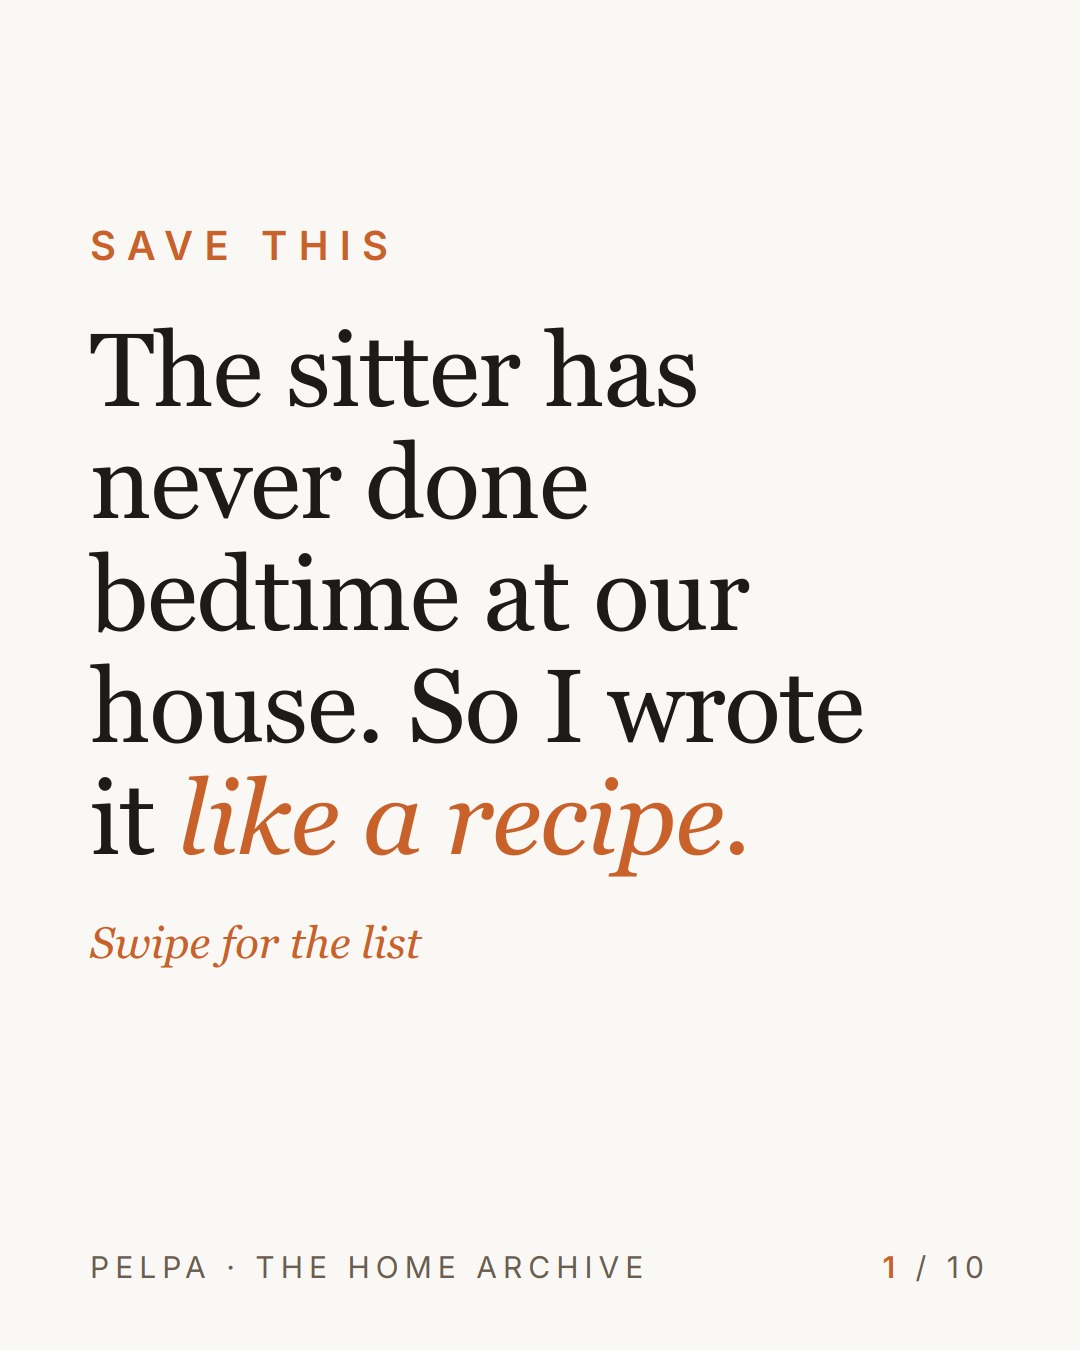 SAVE THIS
The sitter has
never done
bedtime at our
house. So I wrote
it like a recipe.
Swipe for the list
PELPA · THE HOME ARCHIVE
1 / 10